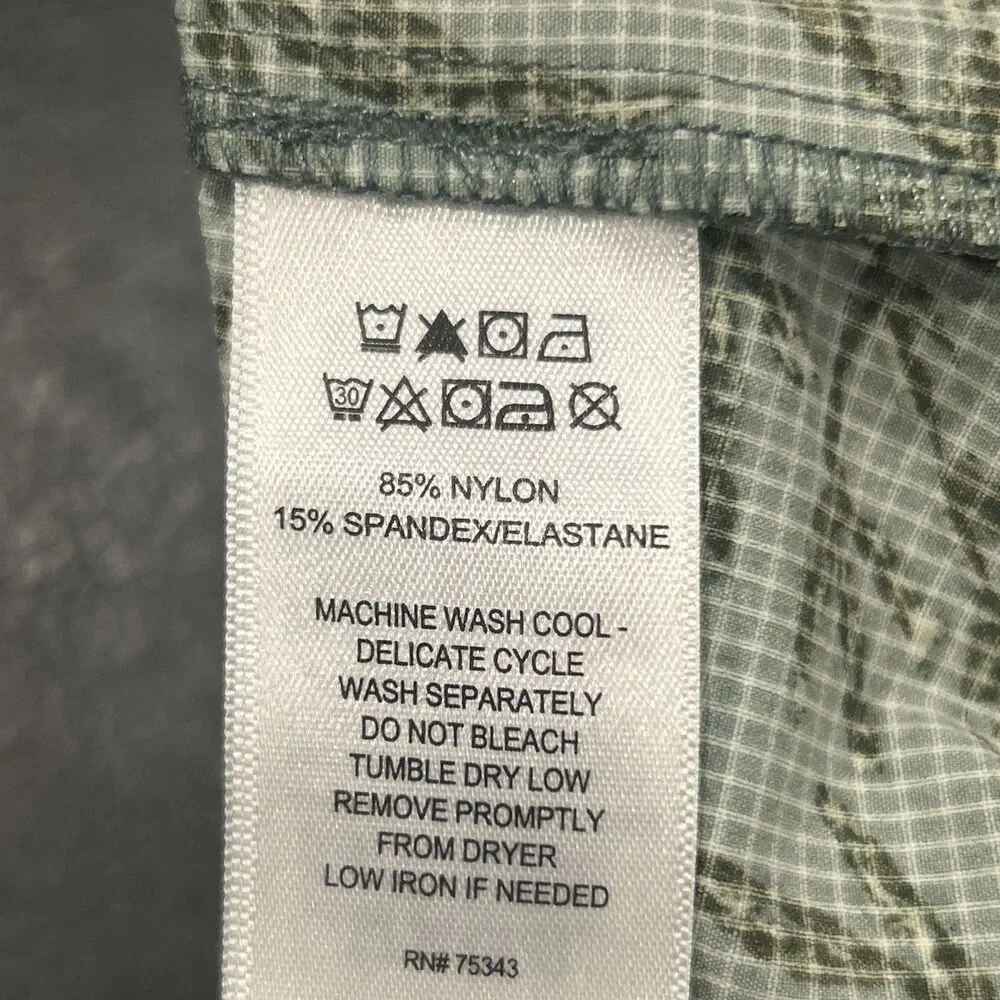 30
85% NYLON
15% SPANDEX/ELASTANE
MACHINE WASH COOL -
DELICATE CYCLE
WASH SEPARATELY
DO NOT BLEACH
TUMBLE DRY LOW
REMOVE PROMPTLY
FROM DRYER
LOW IRON IF NEEDED
RN# 75343